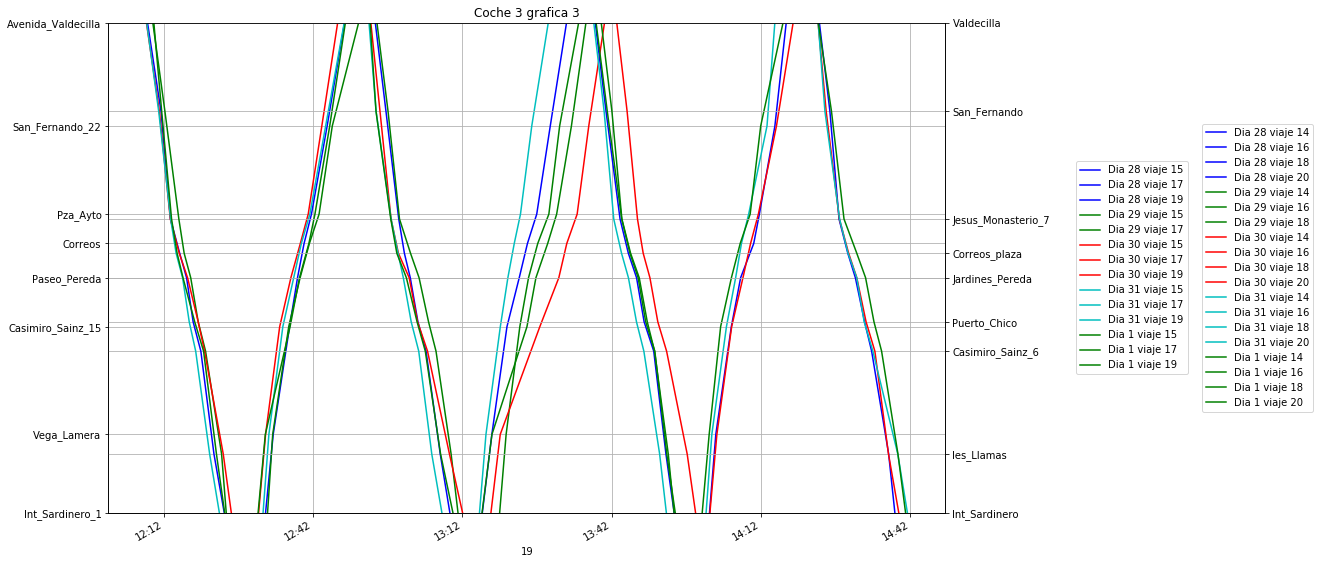 Coche 3 grafica 3
Avenida_Valdecilla
San_Fernando_22
Pza_Ayto
Correos
Paseo_Pereda
Casimiro_Sainz_15
Vega_Lamera
Int_Sardinero_1
Valdecilla
San_Fernando
Jesus_Monasterio_7
Correos_plaza
Jardines_Pereda
Puerto_Chico
Casimiro_Sainz_6
Ies_Llamas
Int_Sardinero
12:12
12:42
13:12
13:42
14:12
14:42
19
Dia 28 viaje 15
Dia 28 viaje 17
Dia 28 viaje 19
Dia 29 viaje 15
Dia 29 viaje 17
Dia 30 viaje 15
Dia 30 viaje 17
Dia 30 viaje 19
Dia 31 viaje 15
Dia 31 viaje 17
Dia 31 viaje 19
Dia 1 viaje 15
Dia 1 viaje 17
Dia 1 viaje 19
Dia 28 viaje 14
Dia 28 viaje 16
Dia 28 viaje 18
Dia 28 viaje 20
Dia 29 viaje 14
Dia 29 viaje 16
Dia 29 viaje 18
Dia 30 viaje 14
Dia 30 viaje 16
Dia 30 viaje 18
Dia 30 viaje 20
Dia 31 viaje 14
Dia 31 viaje 16
Dia 31 viaje 18
Dia 31 viaje 20
Dia 1 viaje 14
Dia 1 viaje 16
Dia 1 viaje 18
Dia 1 viaje 20